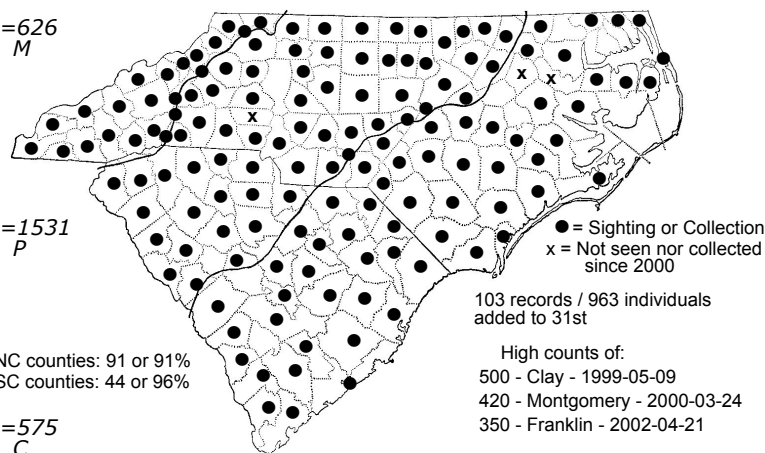 =626
M
=1531
P
● = Sighting or Collection
x = Not seen nor collected
since 2000
103 records / 963 individuals
added to 31st
NC counties: 91 or 91%
SC counties: 44 or 96%
High counts of:
500 - Clay - 1999-05-09
420 - Montgomery - 2000-03-24
350 - Franklin - 2002-04-21
=575
C
x
x
x